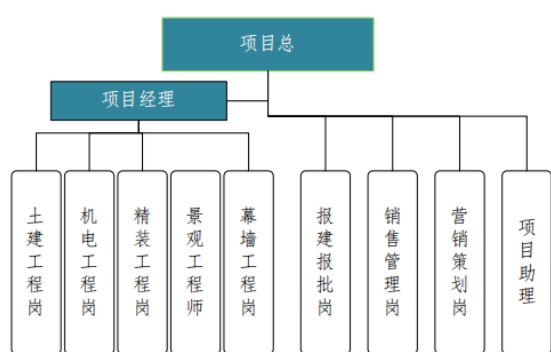 项目总
项目经理
土建工程岗
机电工程岗
精装工程岗
景观工程师
幕墙工程岗
报建报批岗
销售管理岗
营销策划岗
项目助理